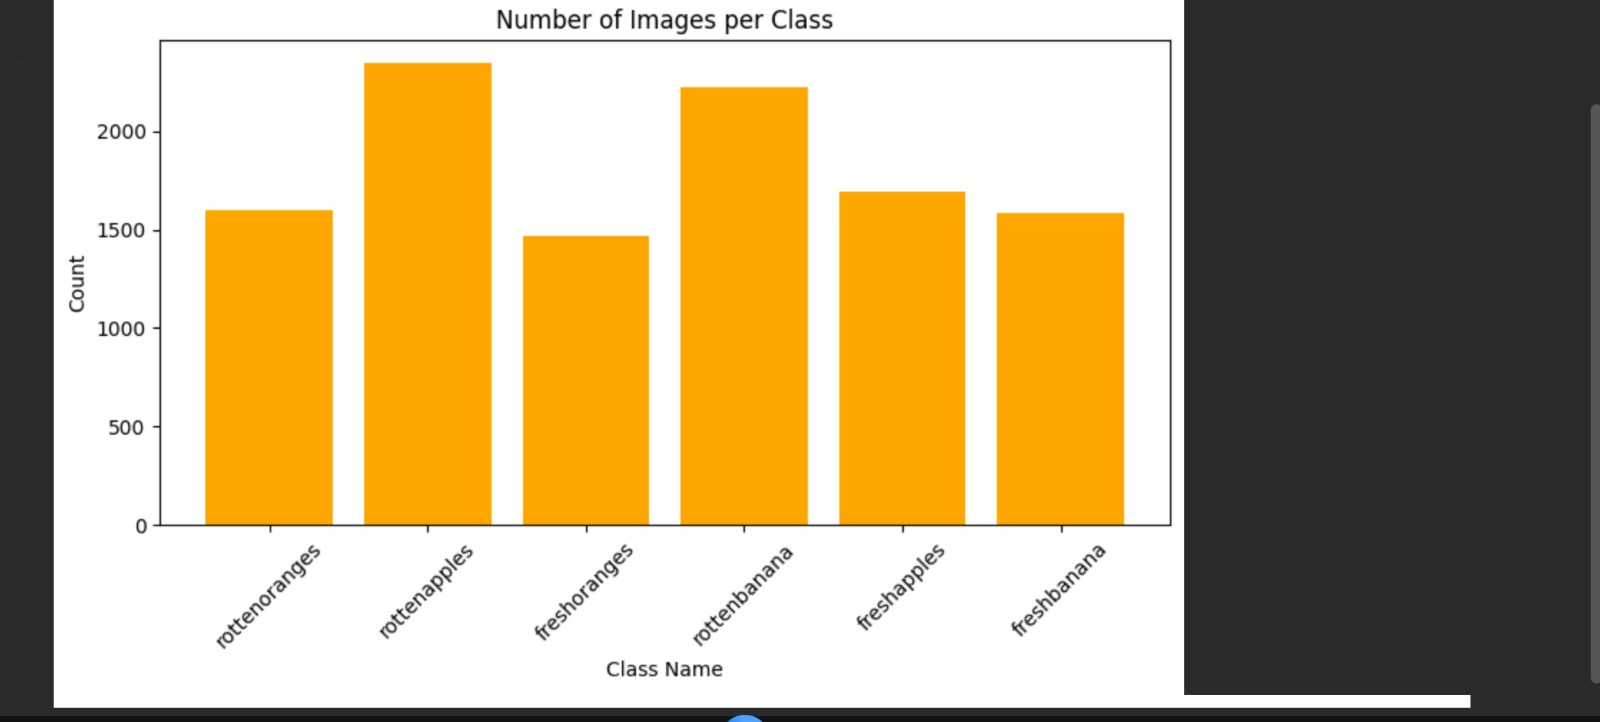 Number of Images per Class
2000
1500
1000
500
0
Count
rottenoranges
rottenapples
freshoranges
rottenbanana
freshapples
freshbanana
Class Name